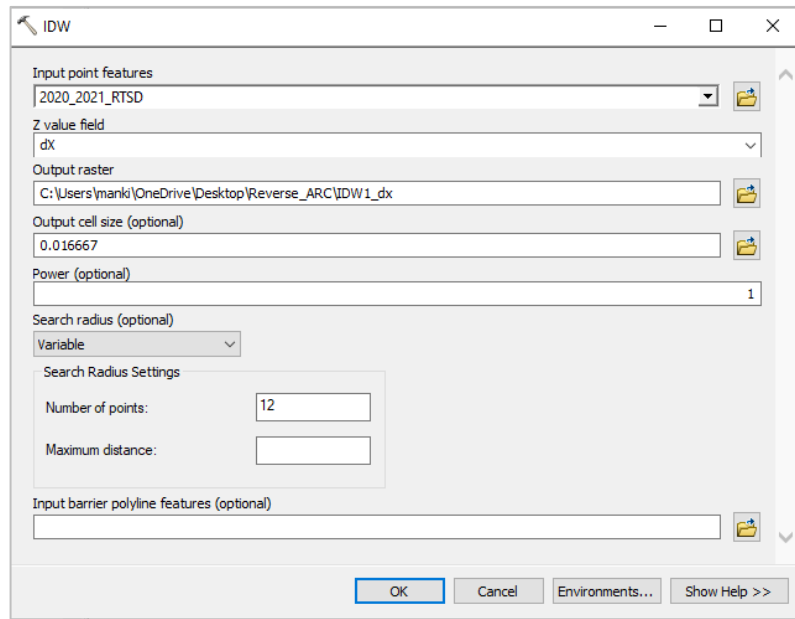 IDW
Input point features
2020_2021_RTSD
Z value field
dX
Output raster
C:\Users\manki\OneDrive\Desktop\Reverse_ARC\IDW1_dx
Output cell size (optional)
0.016667
Power (optional)
1
Search radius (optional)
Variable
Search Radius Settings
Number of points: 12
Maximum distance:
Input barrier polyline features (optional)
OK Cancel Environments... Show Help >>